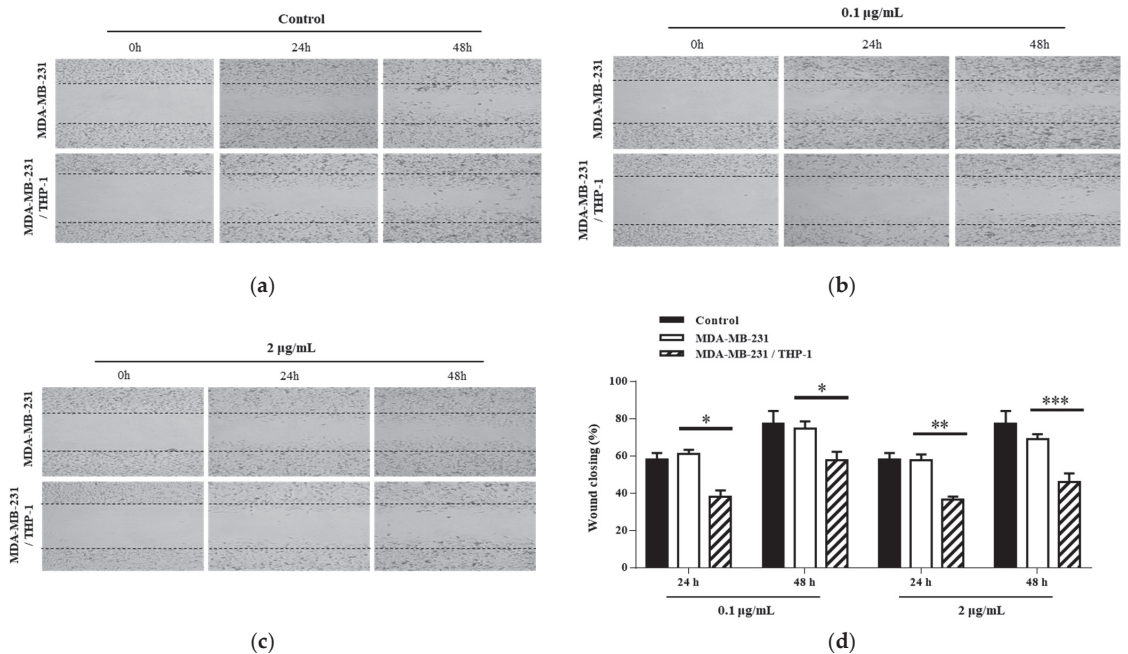 Control
0h 24h 48h
MDA-MB-231
MDA-MB-231
/ THP-1
(a)
0.1 µg/mL
0h 24h 48h
MDA-MB-231
MDA-MB-231
/ THP-1
(b)
2 µg/mL
0h 24h 48h
MDA-MB-231
MDA-MB-231
/ THP-1
(c)
Control
MDA-MB-231
MDA-MB-231 / THP-1
Wound closing (%)
100
80
60
40
20
0
* * ** ***
24 h 48 h 24 h 48 h
0.1 µg/mL 2 µg/mL
(d)